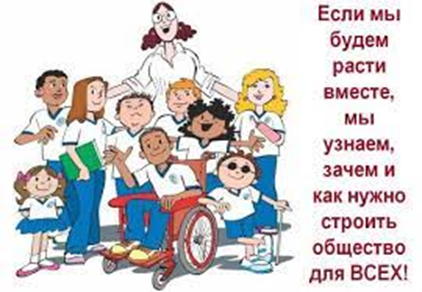 Если мы
будем
расти
вместе,
мы
узнаем,
зачем и
как нужно
строить
общество
для ВСЕХ!